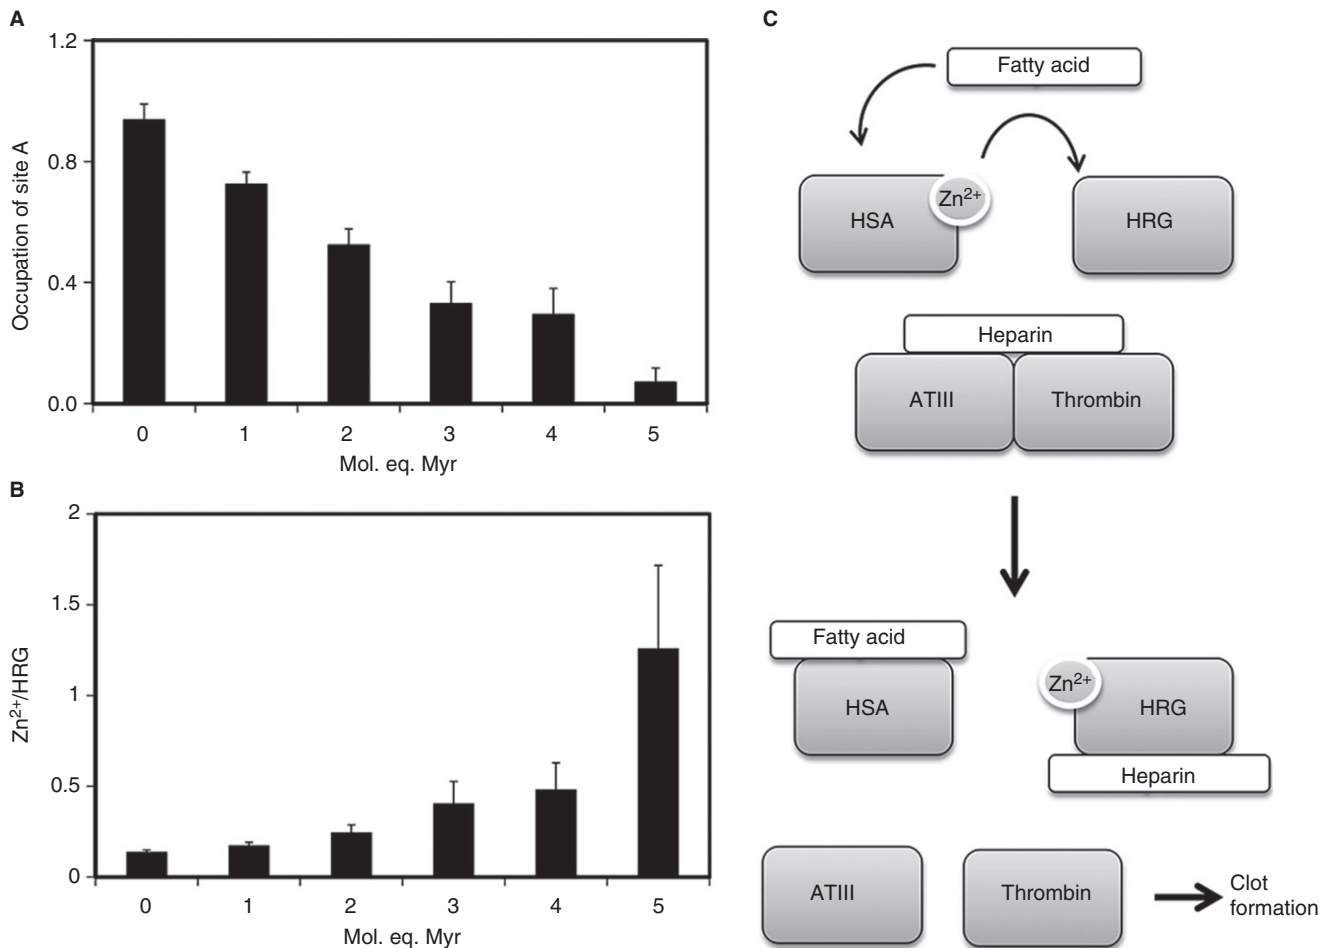 A
1.2
0.8
0.4
0.0
Occupation of site A
0 1 2 3 4 5
Mol. eq. Myr
B
2
1.5
1
0.5
0
Zn2+/HRG
0 1 2 3 4 5
Mol. eq. Myr
C
Fatty acid
HSA
Zn2+
HRG
Heparin
ATIII
Thrombin
Fatty acid
HSA
Zn2+
HRG
Heparin
ATIII
Thrombin
Clot
formation